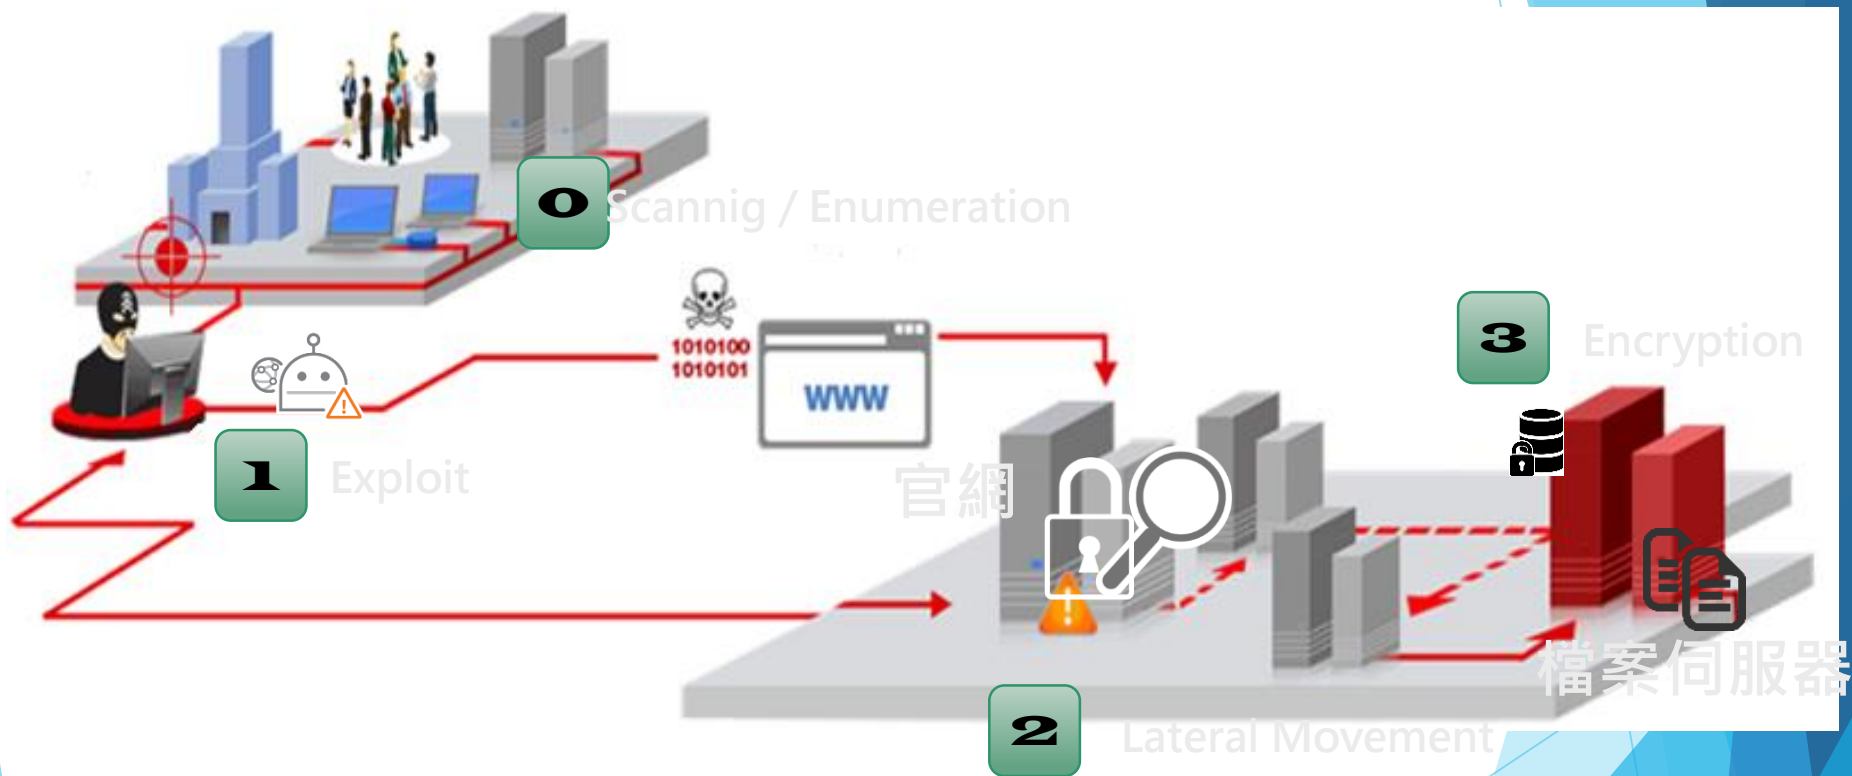 0
Scannig / Enumeration
1010100
1010101
www
3
Encryption
1
Exploit
官網
檔案伺服器
2
Lateral Movement